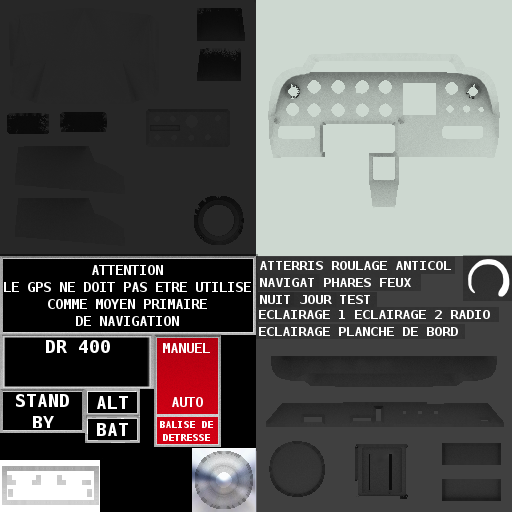 ATTENTION
LE GPS NE DOIT PAS ETRE UTILISE
COMME MOYEN PRIMAIRE
DE NAVIGATION
DR 400
STAND
BY
ALT
BAT
MANUEL
AUTO
BALISE DE
DETRESSE
ATTERRIS ROULAGE ANTICOL
NAVIGAT PHARES FEUX
NUIT JOUR TEST
ECLAIRAGE 1 ECLAIRAGE 2 RADIO
ECLAIRAGE PLANCHE DE BORD